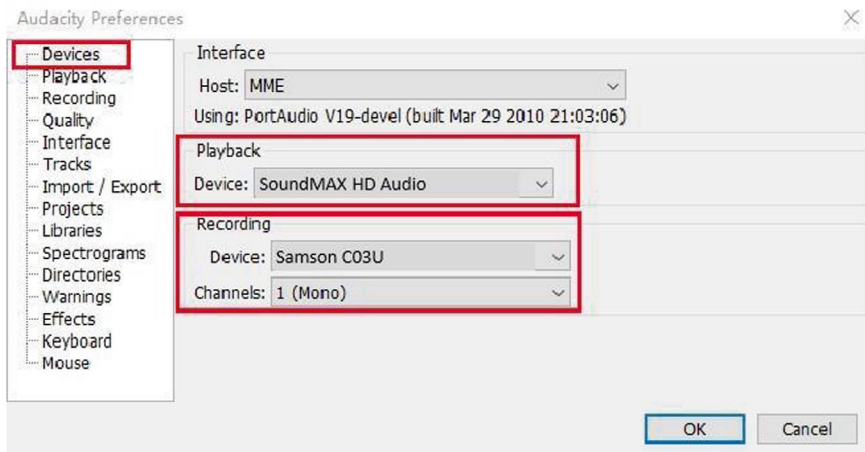 Audacity Preferences
Devices
Playback
Recording
Quality
Interface
Tracks
Import / Export
Projects
Libraries
Spectrograms
Directories
Warnings
Effects
Keyboard
Mouse
Interface
Host: MME
Using: PortAudio V19-devel (built Mar 29 2010 21:03:06)
Playback
Device: SoundMAX HD Audio
Recording
Device: Samson C03U
Channels: 1 (Mono)
OK Cancel